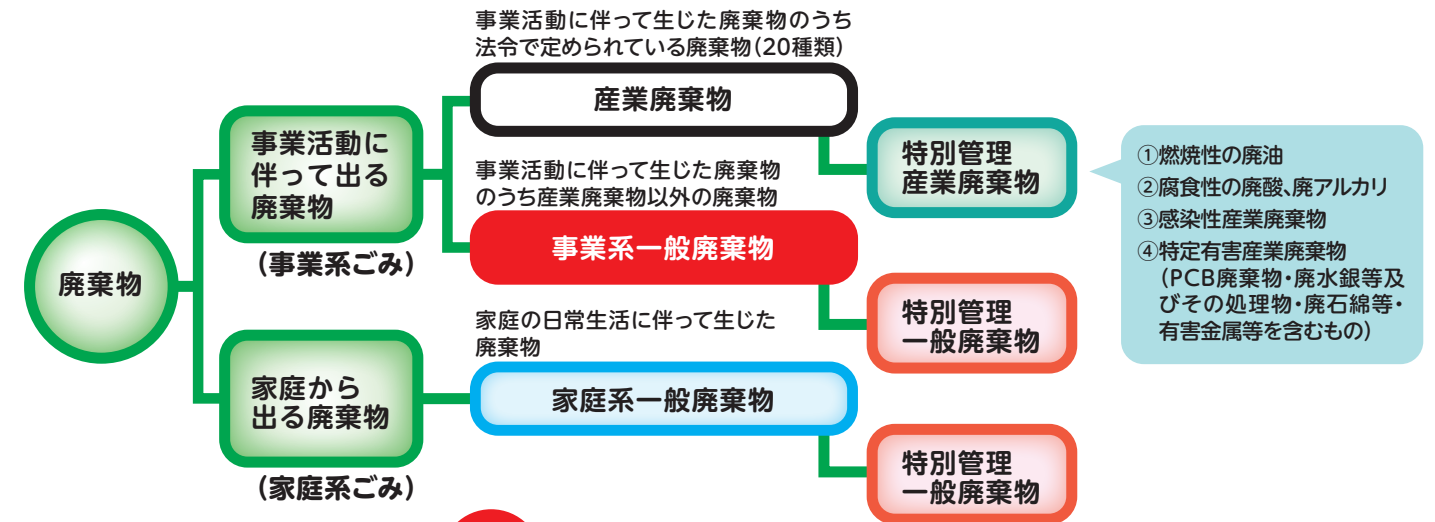 廃棄物
事業活動に
伴って出る
廃棄物
(事業系ごみ)
家庭から
出る廃棄物
(家庭系ごみ)
事業活動に伴って生じた廃棄物のうち
法令で定められている廃棄物(20種類)
産業廃棄物
事業活動に伴って生じた廃棄物
のうち産業廃棄物以外の廃棄物
事業系一般廃棄物
家庭の日常生活に伴って生じた
廃棄物
家庭系一般廃棄物
特別管理
産業廃棄物
特別管理
一般廃棄物
特別管理
一般廃棄物
①燃焼性の廃油
②腐食性の廃酸、廃アルカリ
③感染性産業廃棄物
④特定有害産業廃棄物
(PCB廃棄物・廃水銀等及
びその処理物・廃石綿等・
有害金属等を含むもの)